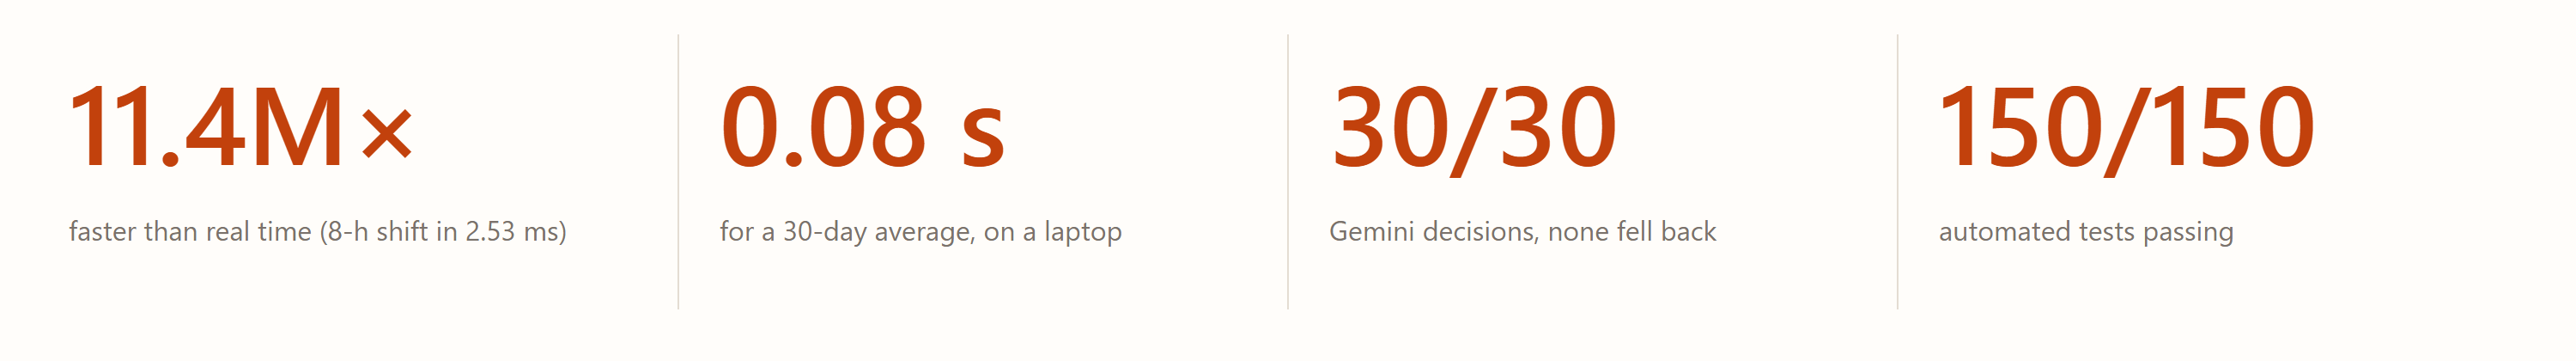 11.4M×
faster than real time (8-h shift in 2.53 ms)
0.08 s
for a 30-day average, on a laptop
30/30
Gemini decisions, none fell back
150/150
automated tests passing